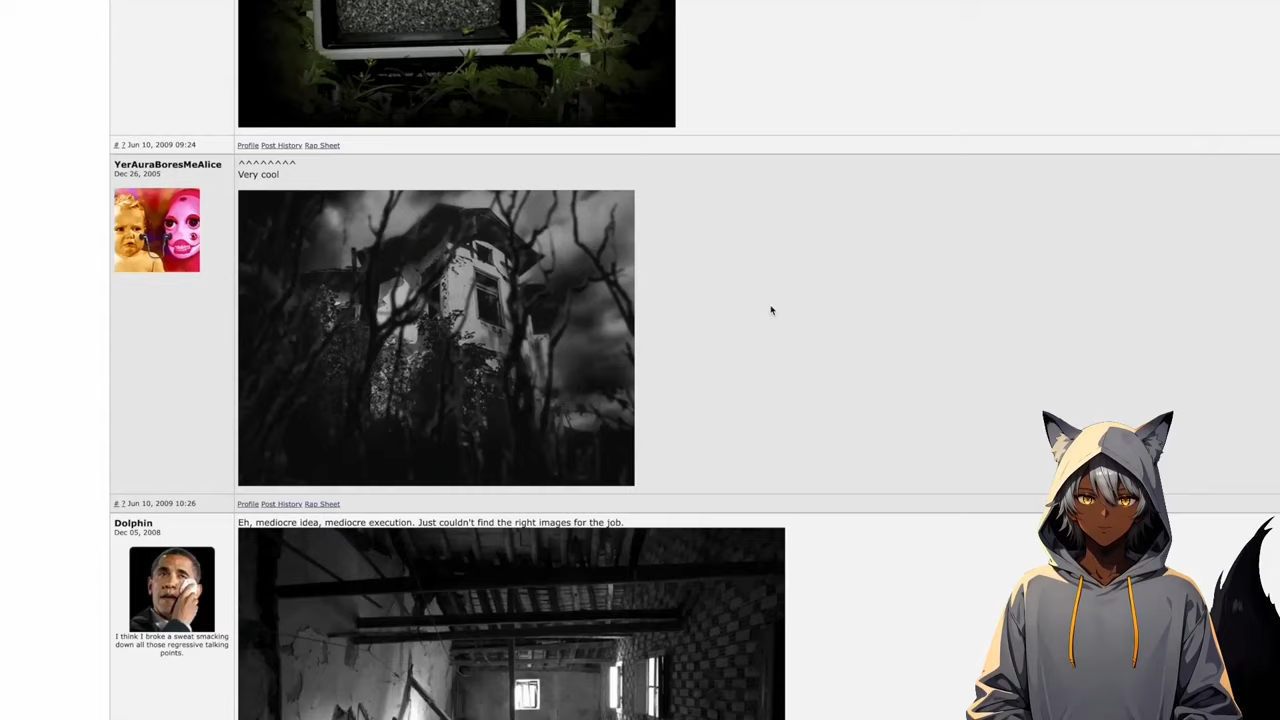 # ? Jun 10, 2009 09:24
Profile Post History Rap Sheet
YerAuraBoresMeAlice
Dec 26, 2005
^^^^^^^^
Very cool
# ? Jun 10, 2009 10:26
Profile Post History Rap Sheet
Dolphin
Dec 05, 2008
I think I broke a sweat smacking
down all those regressive talking
points.
Eh, mediocre idea, mediocre execution. Just couldn't find the right images for the job.